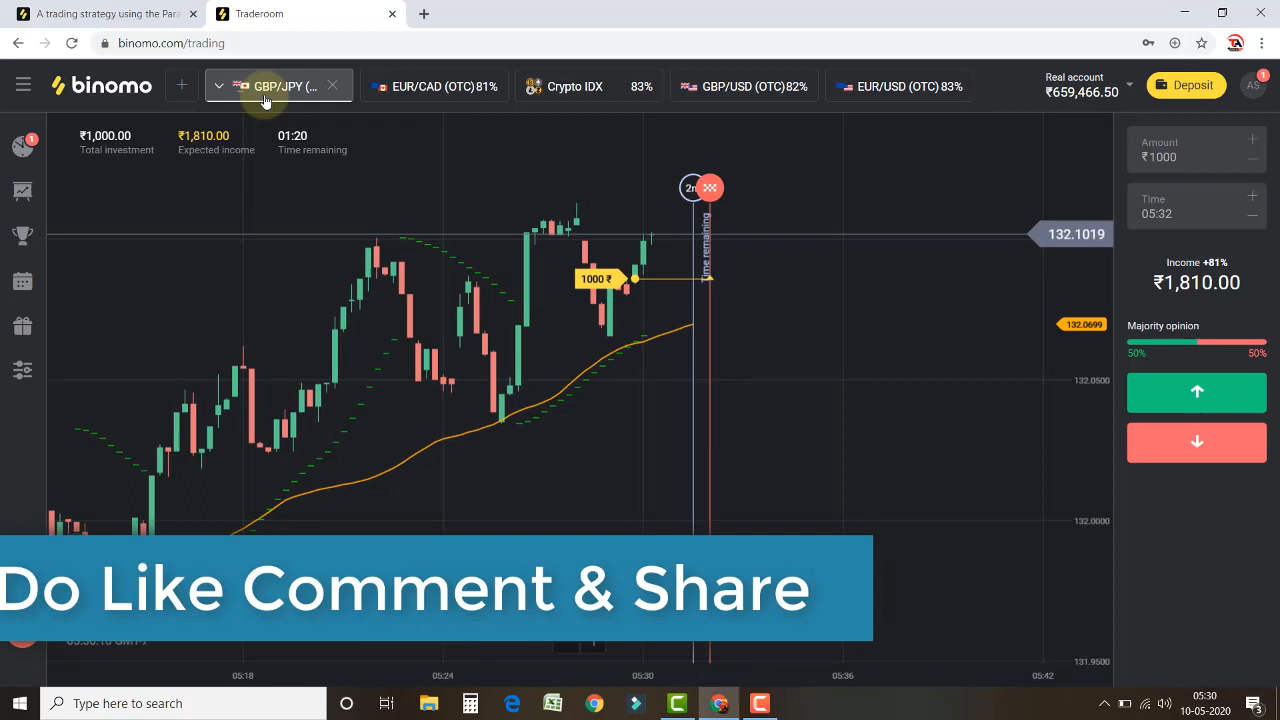 A trading strategy using the Para
Traderoom
binomo.com/trading
binomo
GBP/JPY (...
EUR/CAD (OTC) 81%
Crypto IDX 83%
GBP/USD (OTC) 82%
EUR/USD (OTC) 83%
Real account
₹659,466.50
Deposit
AS
1
1
₹1,000.00
Total investment
₹1,810.00
Expected income
01:20
Time remaining
Amount
₹1000
Time
05:32
Income +81%
₹1,810.00
Majority opinion
50%
50%
2m
Time remaining
1000 ₹
132.1019
132.0699
132.0500
132.0000
131.9500
Do Like Comment & Share
05:18
05:24
05:30
05:36
05:42
Type here to search
05:30
10-05-2020
3